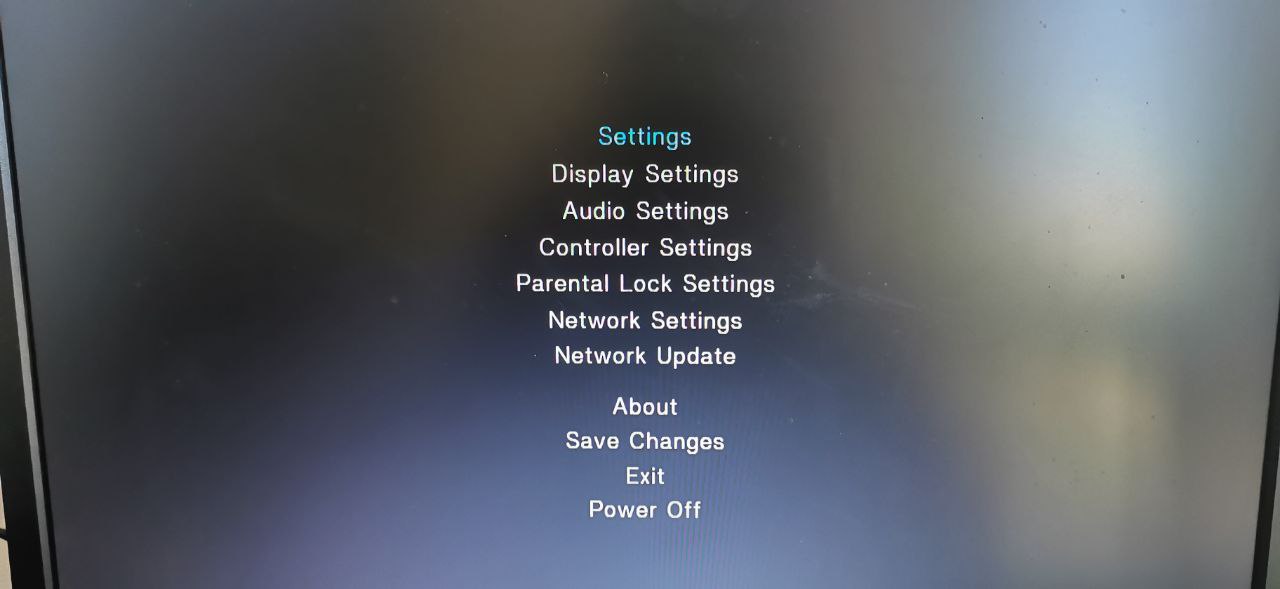 Settings
Display Settings
Audio Settings
Controller Settings
Parental Lock Settings
Network Settings
Network Update
About
Save Changes
Exit
Power Off